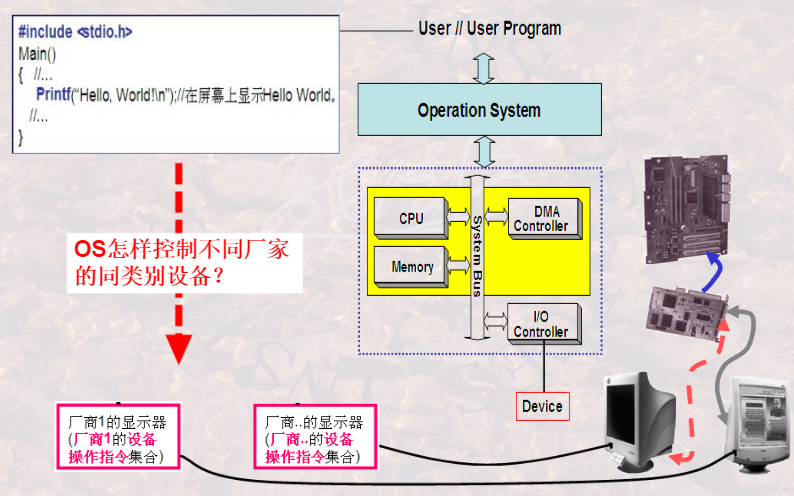 #include <stdio.h>
Main()
{ //...
Printf("Hello, World!\n");//在屏幕上显示Hello World。
//...
}
User // User Program
Operation System
CPU
DMA
Controller
System Bus
Memory
I/O
Controller
Device
OS怎样控制不同厂家
的同类别设备？
厂商1的显示器
(厂商1的设备
操作指令集合)
厂商..的显示器
(厂商..的设备
操作指令集合)